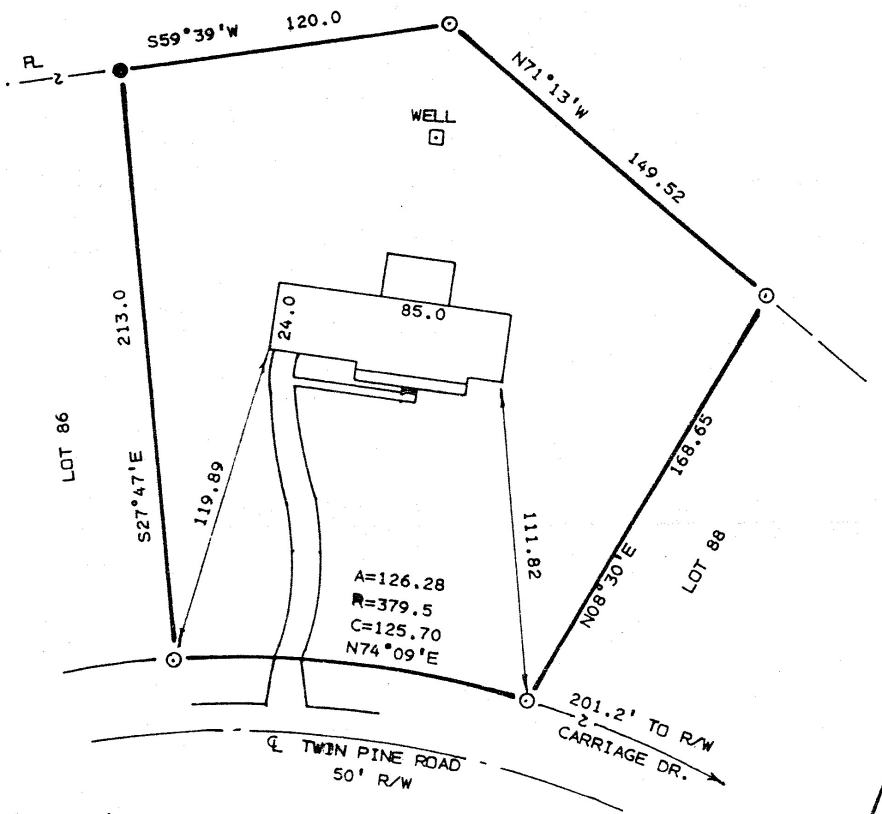 S59°39'W 120.0
PL
N71°13'W
WELL
149.52
213.0
24.0
85.0
168.65
LOT 86
S27°47'E
119.89
111.82
LOT 88
N08°30'E
A=126.28
R=379.5
C=125.70
N74°09'E
201.2' TO R/W
CARRIAGE DR.
℄ TWIN PINE ROAD
50' R/W